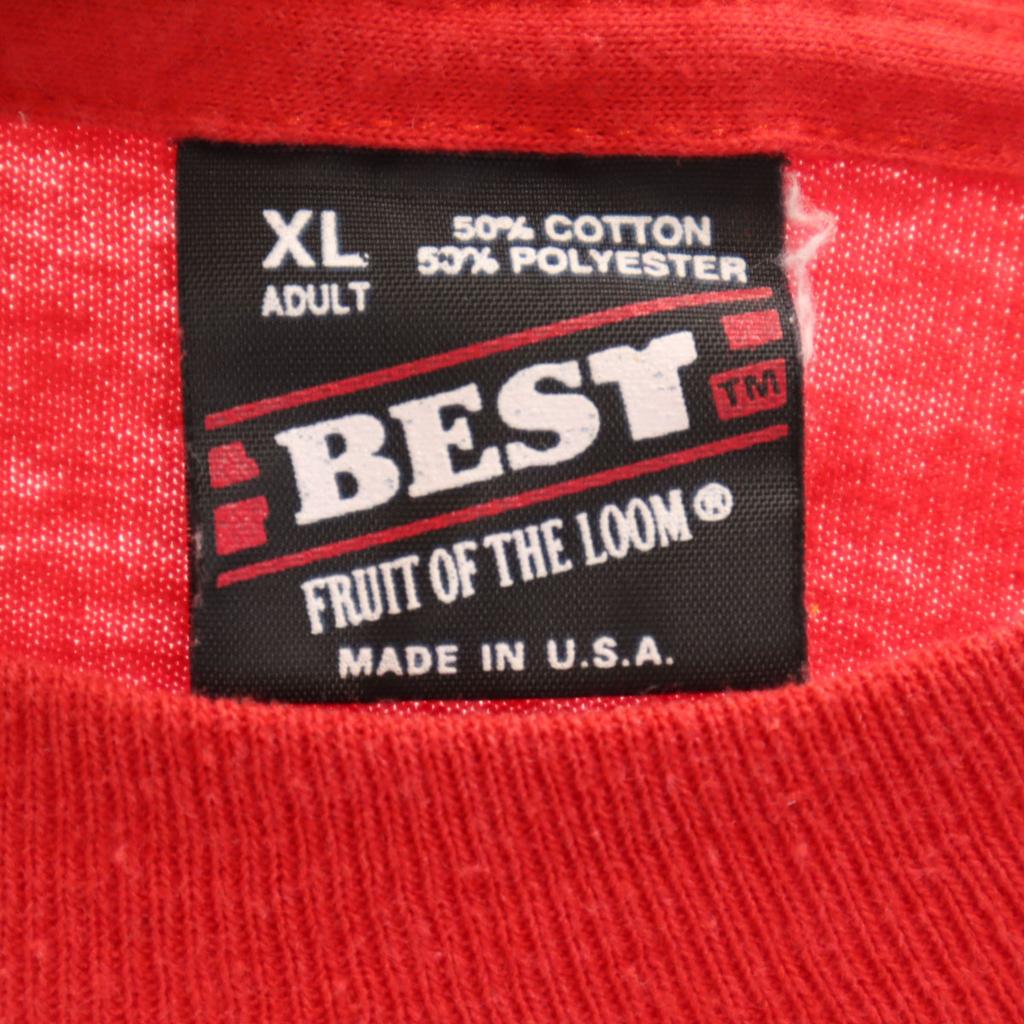 XL
ADULT
50% COTTON
50% POLYESTER
BEST
TM
FRUIT OF THE LOOM®
MADE IN U.S.A.